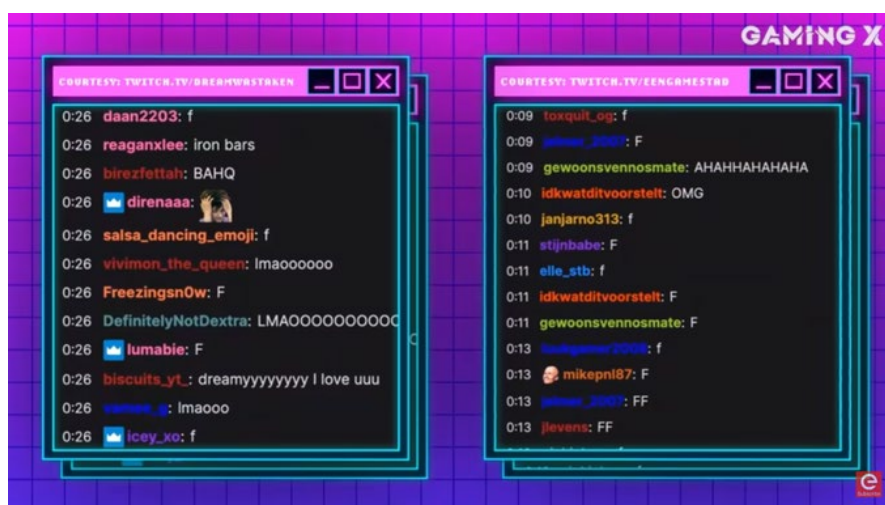 GAMING X
COURTESY: TWITCH.TV/DREAMWASTAKEN
0:26 daan2203: f
0:26 reaganxlee: iron bars
0:26 birezfettah: BAHQ
0:26 direnaaa:
0:26 salsa_dancing_emoji: f
0:26 vivimon_the_queen: lmaoooooo
0:26 Freezingsn0w: F
0:26 DefinitelyNotDextra: LMAOOOOOOOOOOO
0:26 lumabie: F
0:26 biscuits_yt_: dreamyyyyyyyy I love uuu
0:26 : lmaooo
0:26 icey_xo: f
COURTESY: TWITCH.TV/EENGAMESTAD
0:09 toxquit_og: f
0:09 : F
0:09 gewoonsvennosmate: AHAHHAHAHAHA
0:10 idkwatditvoorstelt: OMG
0:10 janjarno313: f
0:11 stijnbabe: F
0:11 elle_stb: f
0:11 idkwatditvoorstelt: F
0:11 gewoonsvennosmate: F
0:13 : f
0:13 mikepnl87: F
0:13 : FF
0:13 jlevens: FF
Subscribe